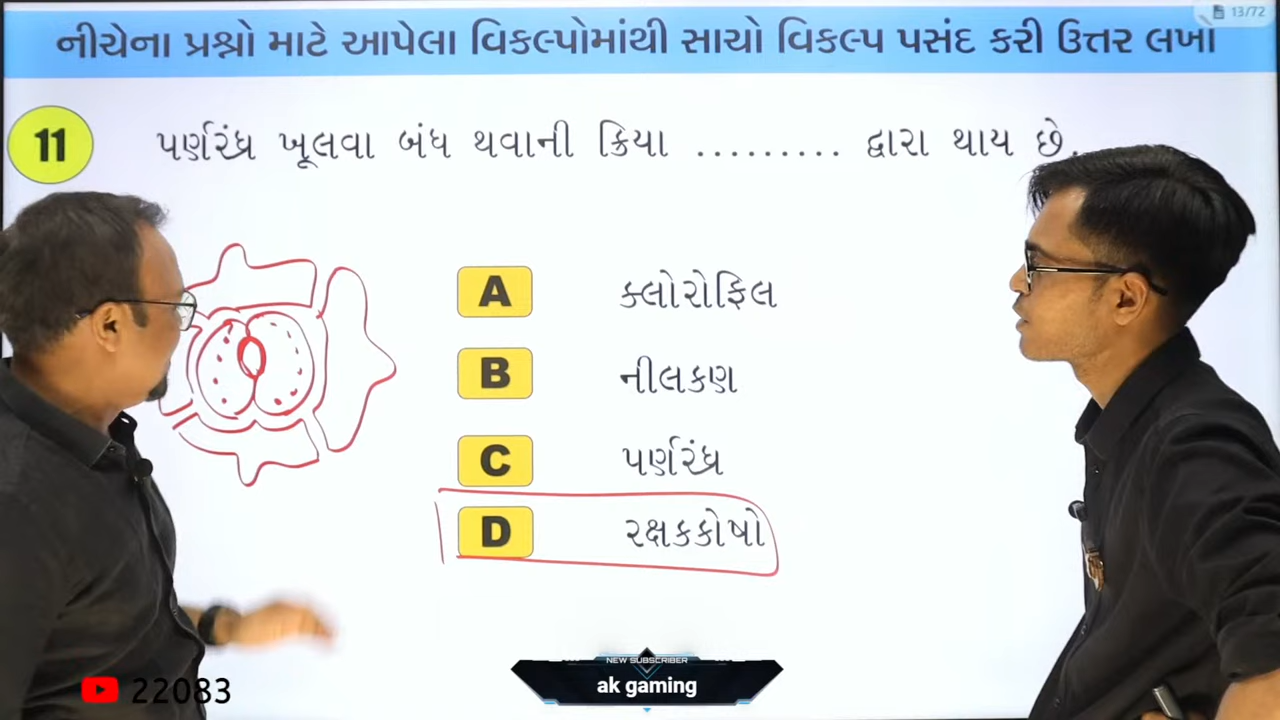 13/72
નીચેના પ્રશ્નો માટે આપેલા વિકલ્પોમાંથી સાચો વિકલ્પ પસંદ કરી ઉત્તર લખો
11 પર્ણરંધ્ર ખૂલવા બંધ થવાની ક્રિયા ......... દ્વારા થાય છે.
A ક્લોરોફિલ
B નીલકણ
C પર્ણરંધ્ર
D રક્ષકકોષો
NEW SUBSCRIBER
ak gaming
22083